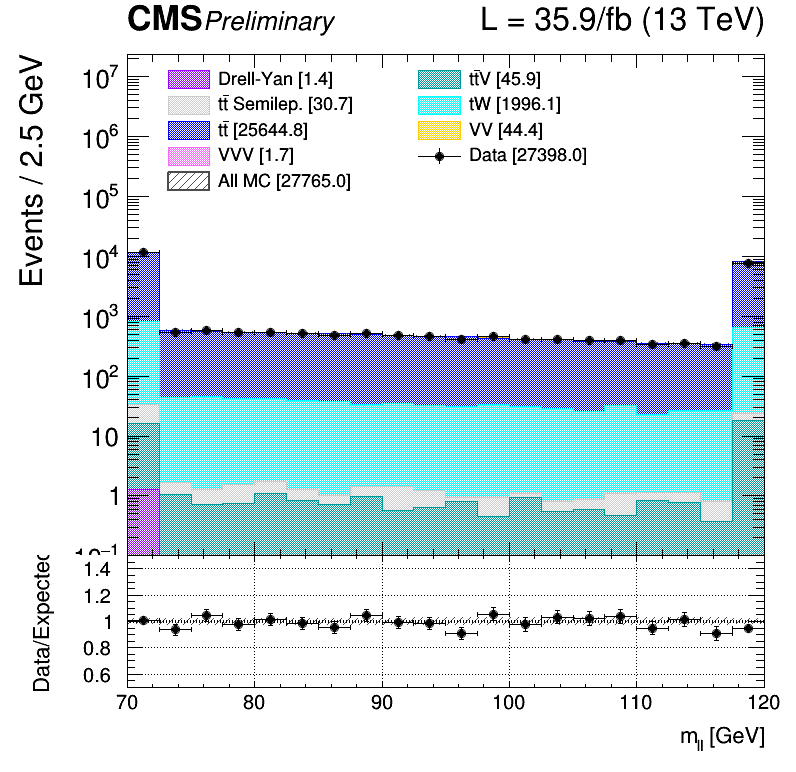 CMS Preliminary L = 35.9/fb (13 TeV)
Events / 2.5 GeV
Drell-Yan [1.4]
tt̄ Semilep. [30.7]
tt̄ [25644.8]
VVV [1.7]
All MC [27765.0]
tt̄V [45.9]
tW [1996.1]
VV [44.4]
Data [27398.0]
10⁷
10⁶
10⁵
10⁴
10³
10²
10
1
10⁻¹
Data/Expected
1.4
1.2
1
0.8
0.6
70 80 90 100 110 120
m_ll [GeV]